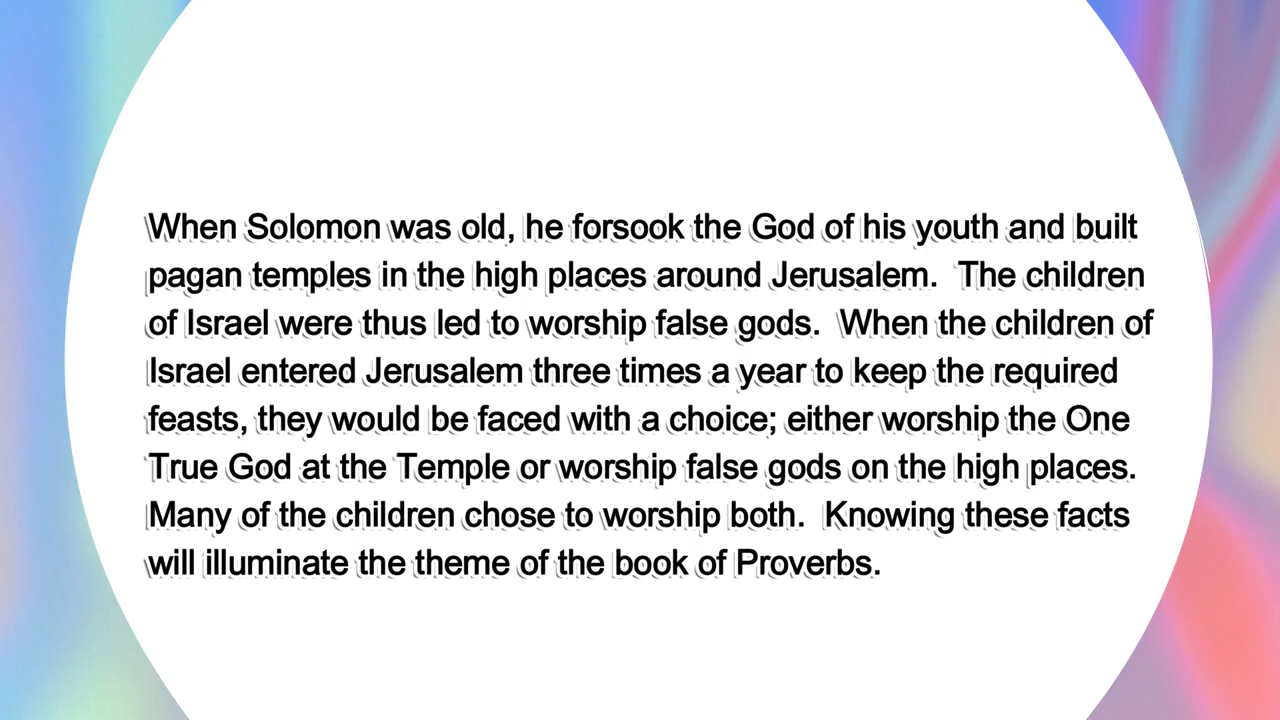 When Solomon was old, he forsook the God of his youth and built
pagan temples in the high places around Jerusalem.  The children
of Israel were thus led to worship false gods.  When the children of
Israel entered Jerusalem three times a year to keep the required
feasts, they would be faced with a choice; either worship the One
True God at the Temple or worship false gods on the high places.
Many of the children chose to worship both.  Knowing these facts
will illuminate the theme of the book of Proverbs.